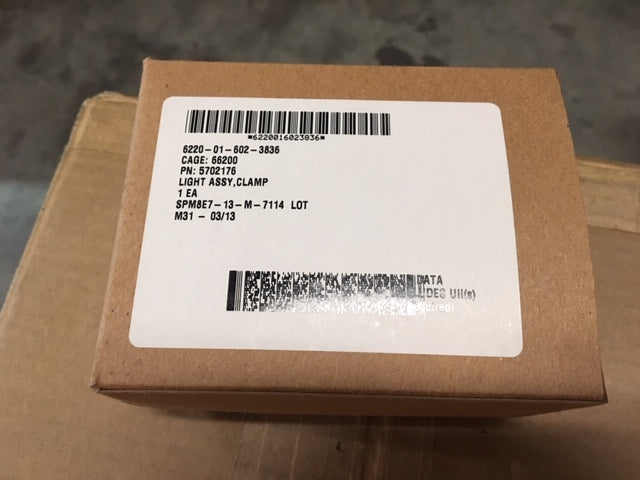 *6220016023836*
6220-01-602-3836
CAGE: 66200
PN: 5702176
LIGHT ASSY,CLAMP
1 EA
SPM8E7-13-M-7114 LOT
M31 - 03/13
UII(s)